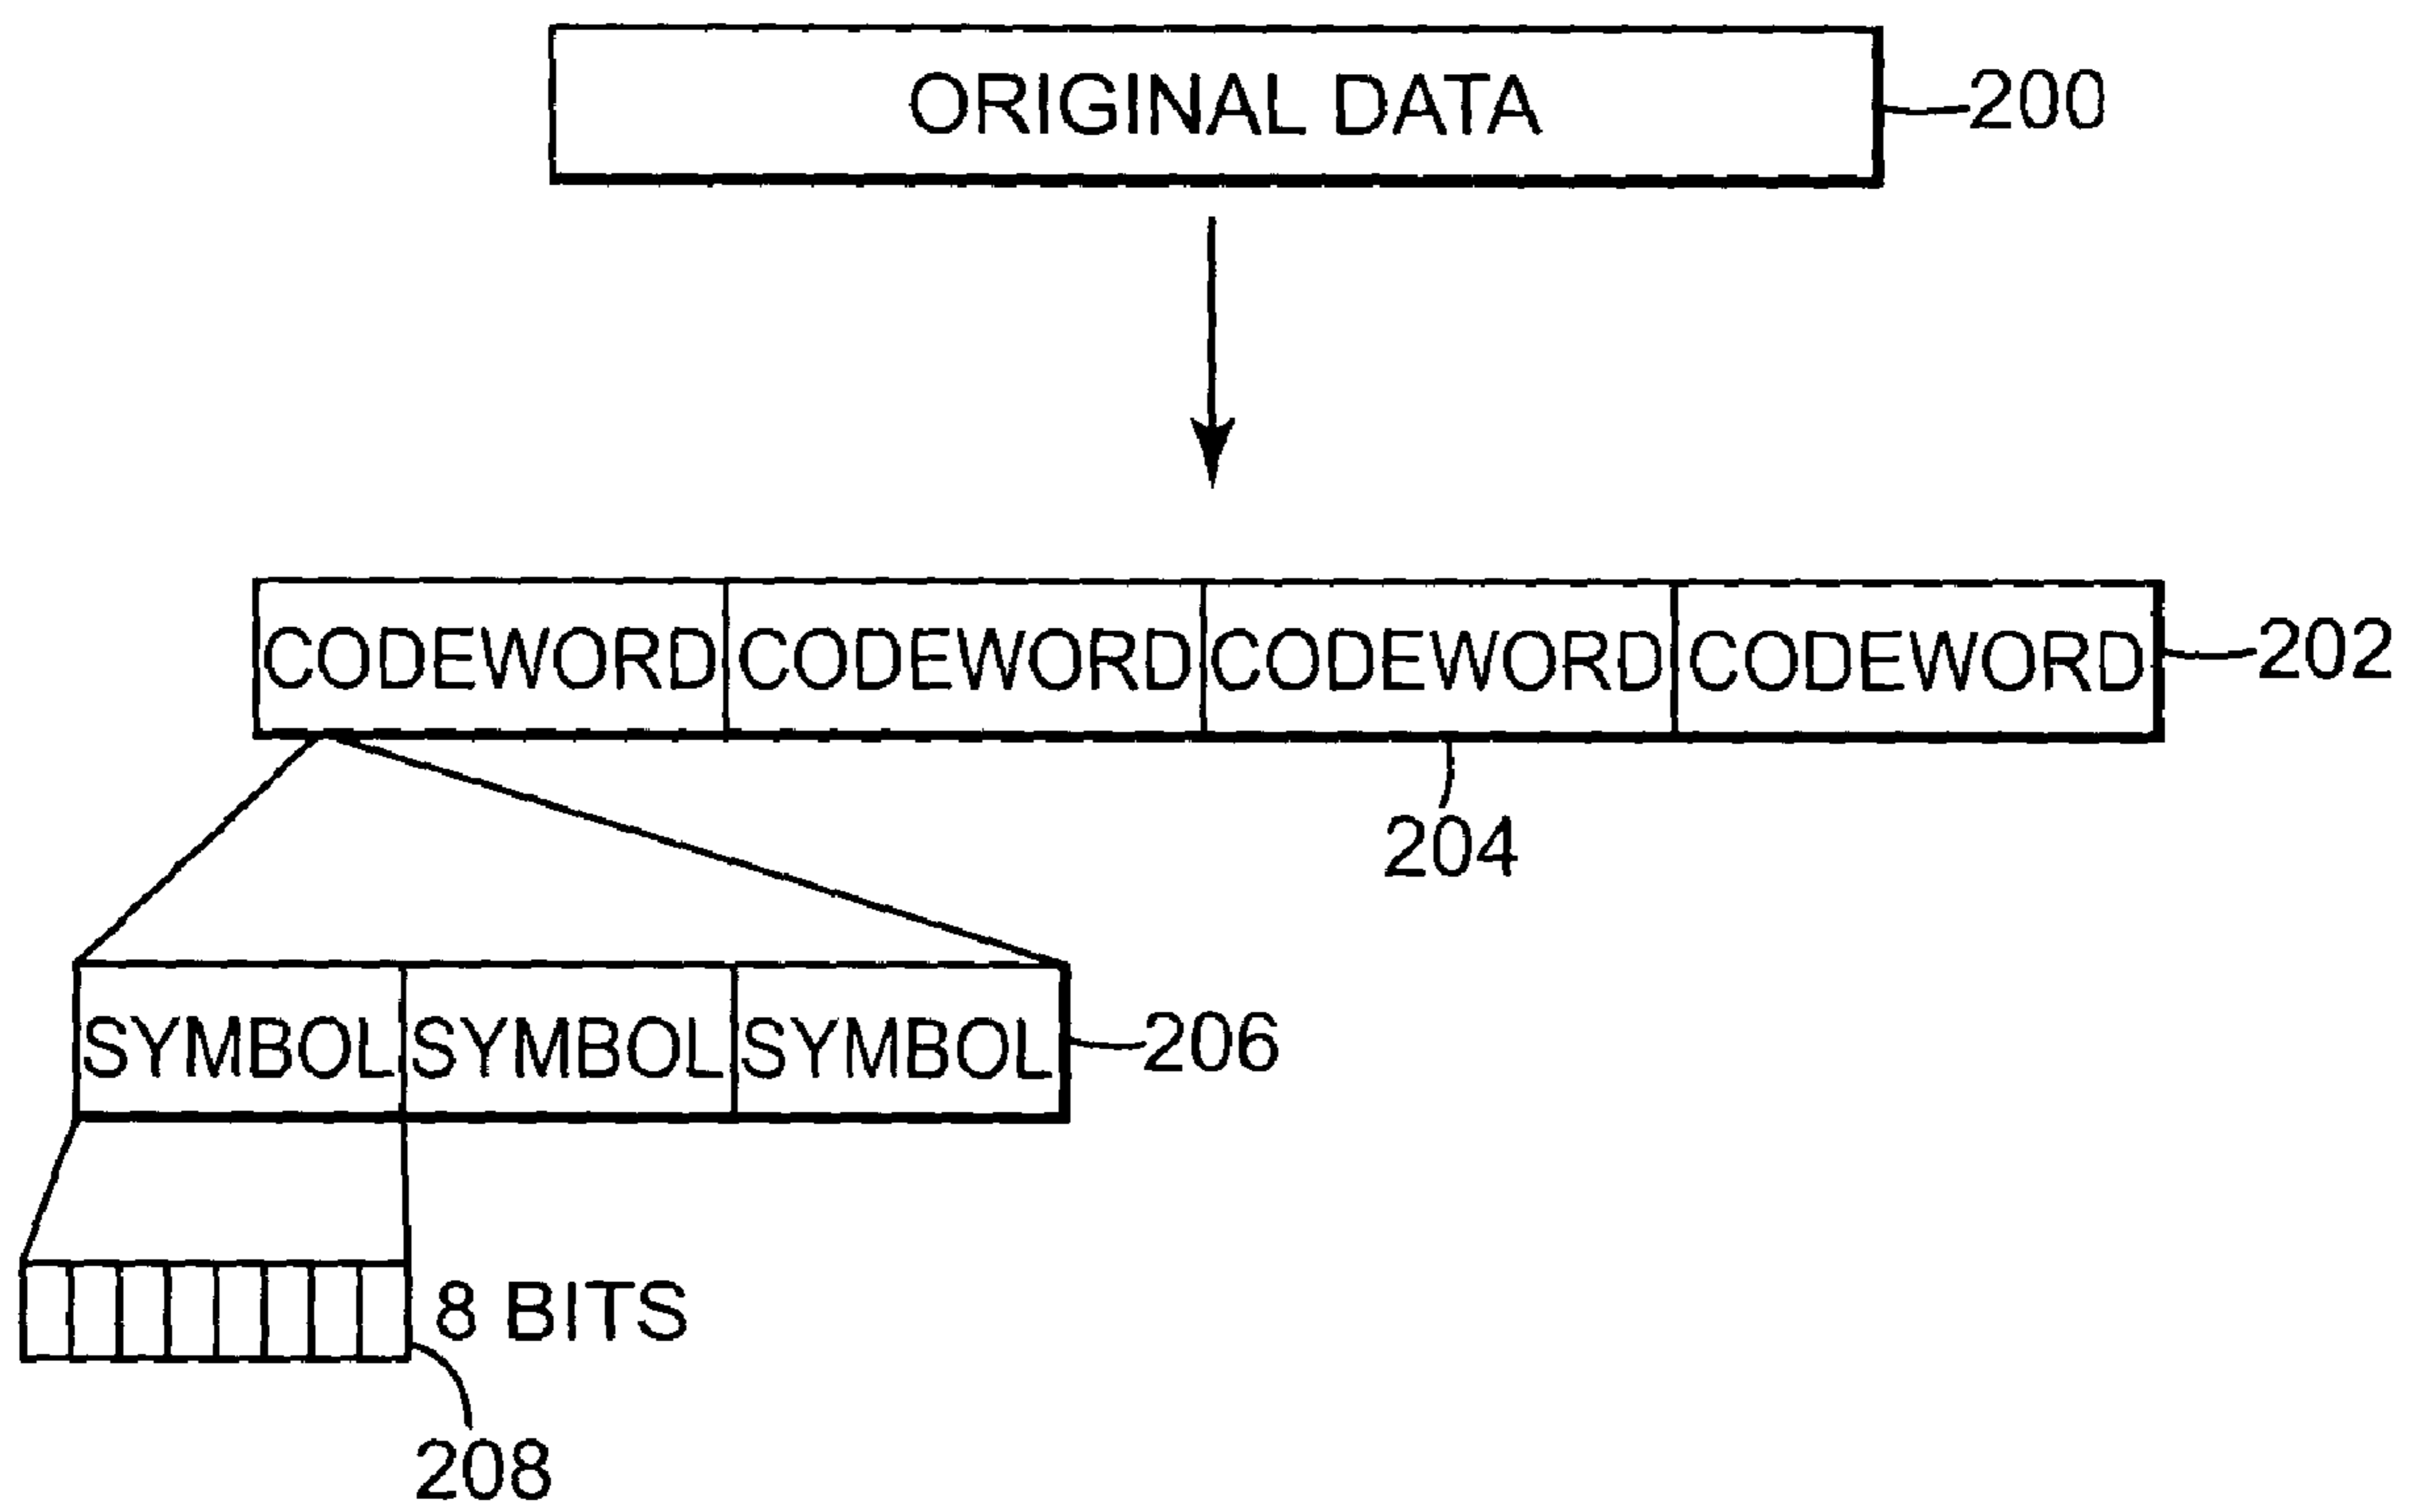 ORIGINAL DATA 200
CODEWORD CODEWORD CODEWORD CODEWORD 202
204
SYMBOL SYMBOL SYMBOL 206
8 BITS
208